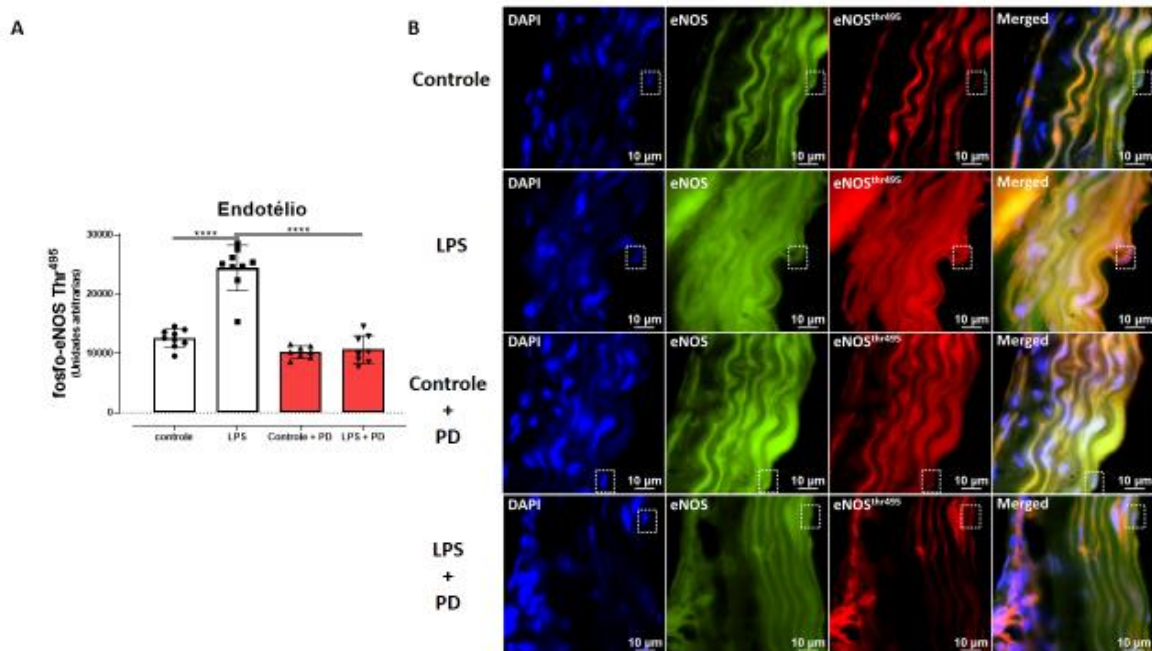 A
Endotélio
****
****
fosfo-eNOS Thr495
(Unidades arbitrarias)
30000
20000
10000
0
controle
LPS
Controle + PD
LPS + PD
B
Controle
DAPI
eNOS
eNOSthr495
Merged
10 µm
10 µm
10 µm
10 µm
LPS
DAPI
eNOS
eNOSthr495
Merged
10 µm
10 µm
10 µm
10 µm
Controle
+
PD
DAPI
eNOS
eNOSthr495
Merged
10 µm
10 µm
10 µm
10 µm
LPS
+
PD
DAPI
eNOS
eNOSthr495
Merged
10 µm
10 µm
10 µm
10 µm